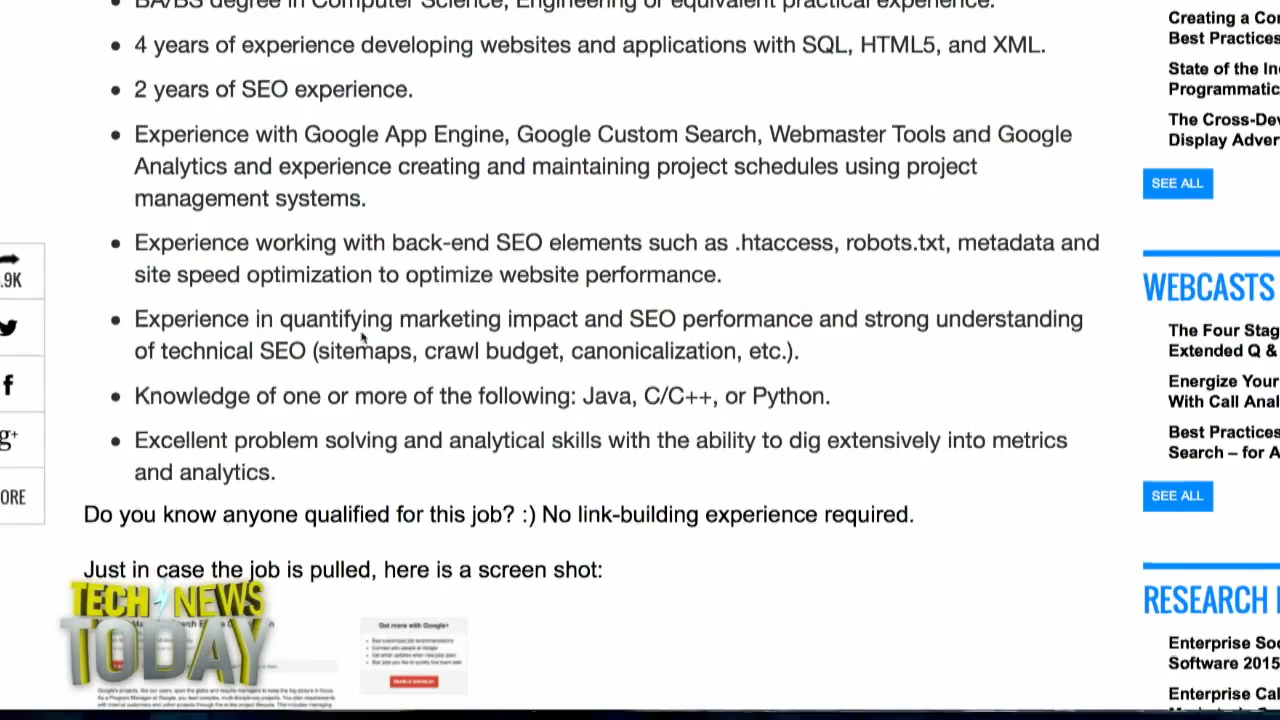 BA/BS degree in Computer Science, Engineering or equivalent practical experience.
4 years of experience developing websites and applications with SQL, HTML5, and XML.
2 years of SEO experience.
Experience with Google App Engine, Google Custom Search, Webmaster Tools and Google
Analytics and experience creating and maintaining project schedules using project
management systems.
Experience working with back-end SEO elements such as .htaccess, robots.txt, metadata and
site speed optimization to optimize website performance.
Experience in quantifying marketing impact and SEO performance and strong understanding
of technical SEO (sitemaps, crawl budget, canonicalization, etc.).
Knowledge of one or more of the following: Java, C/C++, or Python.
Excellent problem solving and analytical skills with the ability to dig extensively into metrics
and analytics.
Do you know anyone qualified for this job? :) No link-building experience required.
Just in case the job is pulled, here is a screen shot:
TECH NEWS
TODAY
Get more with Google+
.9K
f
g+
ORE
Creating a Co
Best Practices
State of the In
Programmatic
The Cross-Dev
Display Adver
SEE ALL
WEBCASTS
The Four Stag
Extended Q &
Energize Your
With Call Anal
Best Practices
Search – for A
SEE ALL
RESEARCH
Enterprise Soc
Software 2015
Enterprise Cal